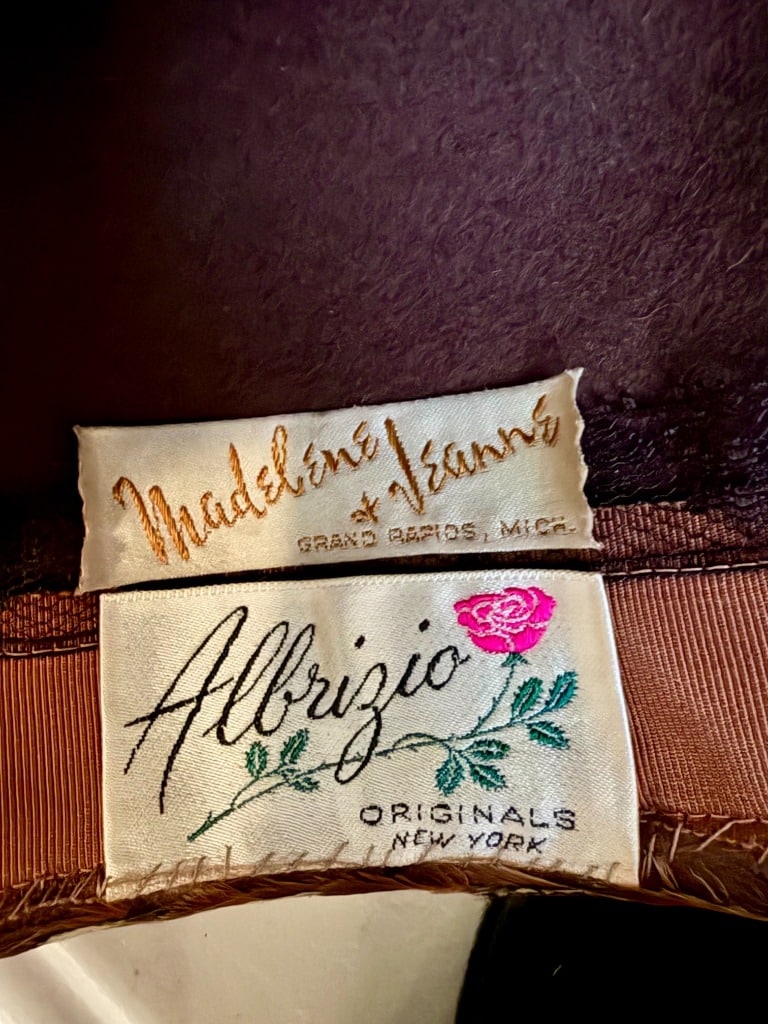 Madelene Jeanne
GRAND RAPIDS, MICH.
Albrizio
ORIGINALS
NEW YORK